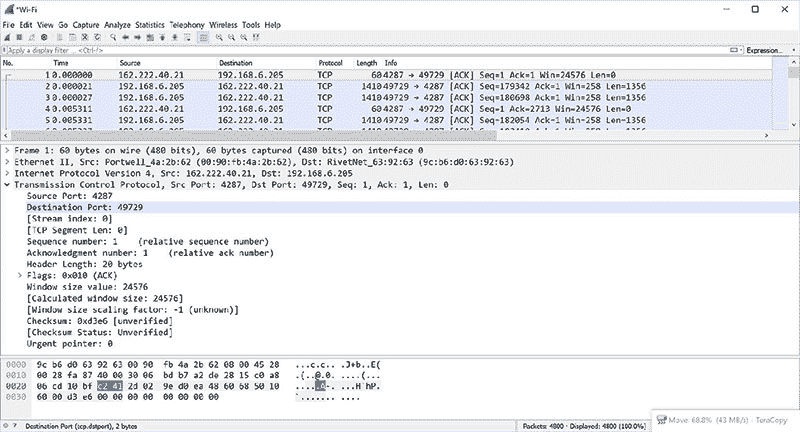 *Wi-Fi
TeraCopy
File Edit View Go Capture Analyze Statistics Telephony Wireless Tools Help
Apply a display filter ... <Ctrl-/>
Expression...
No. Time Source Destination Protocol Length Info
1 0.000000 162.222.40.21 192.168.6.205 TCP 60 4287 → 49729 [ACK] Seq=1 Ack=1 Win=24576 Len=0
2 0.000021 162.222.40.21 192.168.6.205 TCP 1410 49729 → 4287 [ACK] Seq=179342 Ack=1 Win=258 Len=1356
3 0.000027 162.222.40.21 192.168.6.205 TCP 1410 49729 → 4287 [ACK] Seq=180698 Ack=1 Win=258 Len=1356
4 0.005311 162.222.40.21 192.168.6.205 TCP 60 4287 → 49729 [ACK] Seq=1 Ack=2713 Win=24576 Len=0
5 0.005331 162.222.40.21 192.168.6.205 TCP 1410 49729 → 4287 [ACK] Seq=182054 Ack=1 Win=258 Len=1356
Frame 1: 60 bytes on wire (480 bits), 60 bytes captured (480 bits) on interface 0
Ethernet II, Src: Portwell_4a:2b:62 (00:90:fb:4a:2b:62), Dst: RivetNet_63:92:63 (9c:b6:d0:63:92:63)
Internet Protocol Version 4, Src: 162.222.40.21, Dst: 192.168.6.205
Transmission Control Protocol, Src Port: 4287, Dst Port: 49729, Seq: 1, Ack: 1, Len: 0
Source Port: 4287
Destination Port: 49729
[Stream index: 0]
[TCP Segment Len: 0]
Sequence number: 1 (relative sequence number)
Acknowledgment number: 1 (relative ack number)
Header Length: 20 bytes
Flags: 0x010 (ACK)
Window size value: 24576
[Calculated window size: 24576]
[Window size scaling factor: -1 (unknown)]
Checksum: 0xd3e6 [unverified]
[Checksum Status: Unverified]
Urgent pointer: 0
0000 9c b6 d0 63 92 63 00 90 fb 4a 2b 62 08 00 45 28 ...c.c.. .J+b..E(
0010 00 28 fa 87 40 00 30 06 bd b7 a2 de 28 15 c0 a8 .(..@.0. ....(...
0020 06 cd 10 bf c2 41 2d 02 9e d0 ea 48 60 68 50 10 .....A-. ...H`hP.
0030 60 00 d3 e6 00 00 00 00 00 00 00 00 `....... ....
Destination Port (tcp.dstport), 2 bytes
Packets: 4800 · Displayed: 4800 (100.0%)
Move: 68.8% (43 MB/s) - TeraCopy